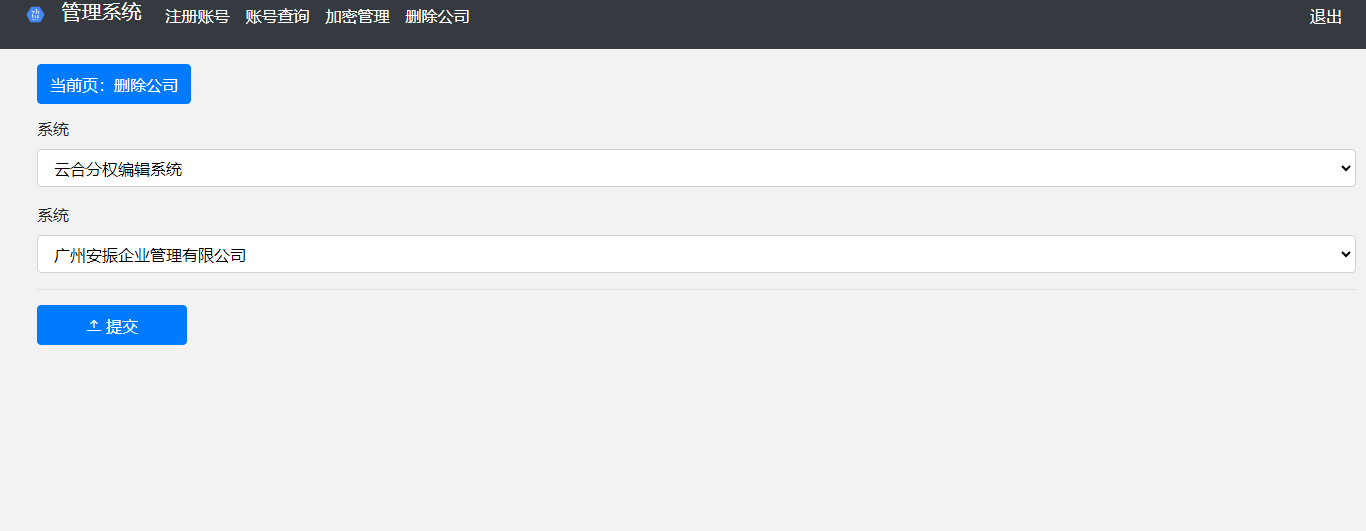 管理系统 注册账号 账号查询 加密管理 删除公司 退出
当前页：删除公司
系统
云合分权编辑系统
系统
广州安振企业管理有限公司
提交